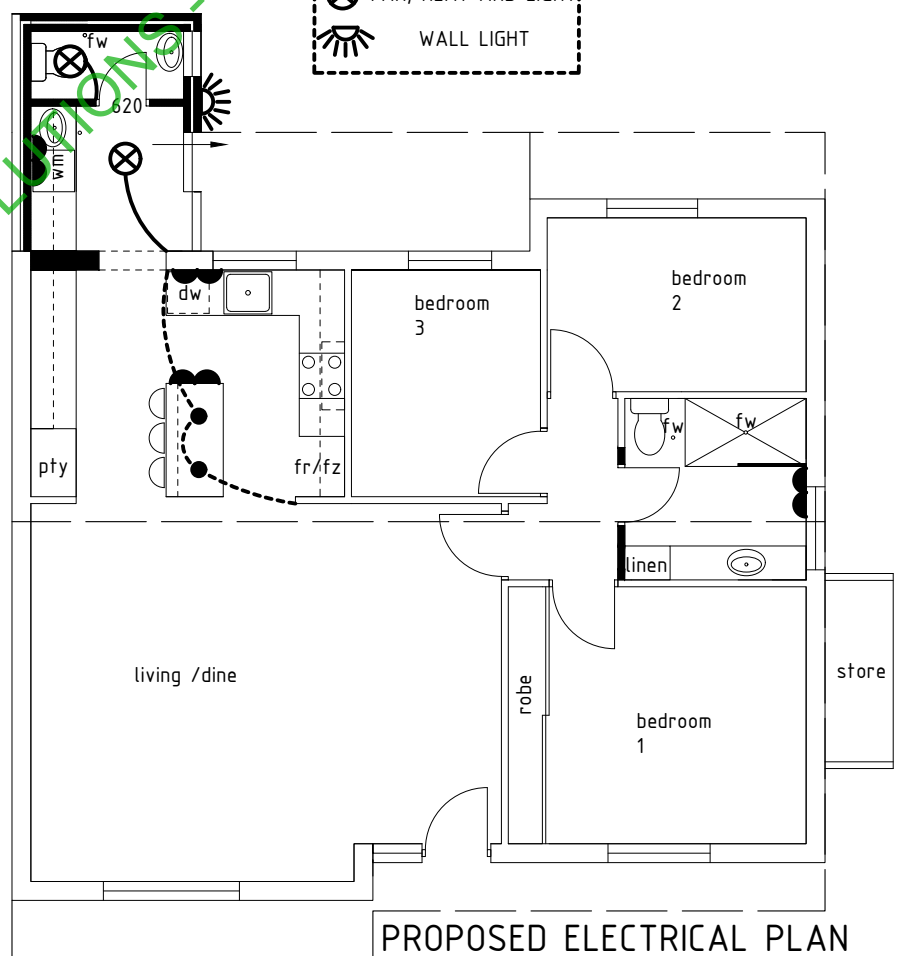 WALL LIGHT
fw
620
wm
dw
bedroom
3
bedroom
2
fw
fw
pty
fr/fz
linen
living /dine
robe
bedroom
1
store
PROPOSED ELECTRICAL PLAN